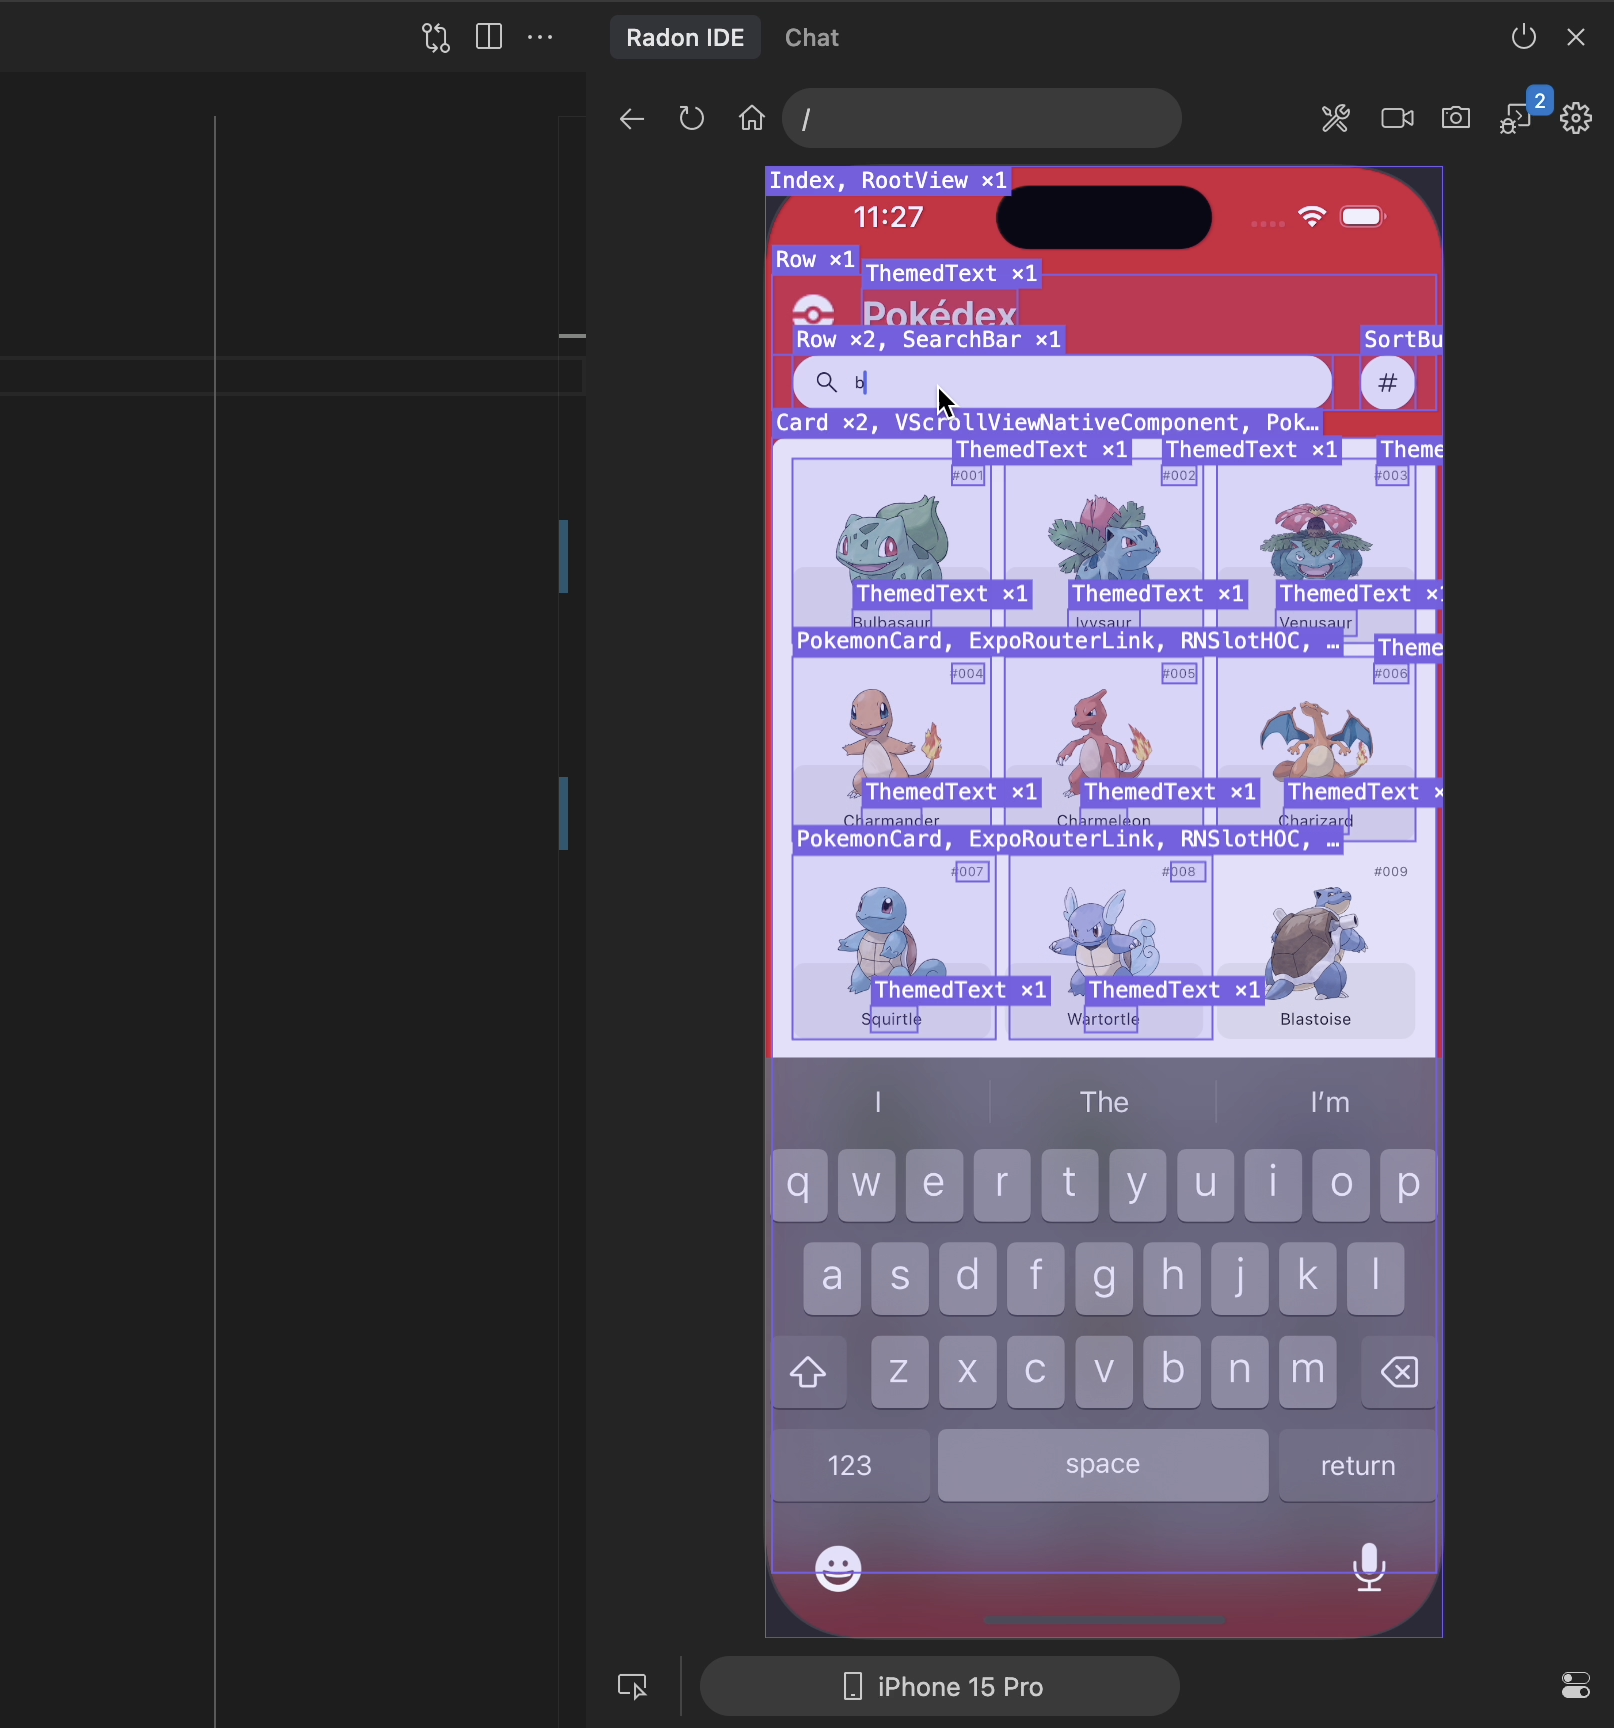 Radon IDE Chat
/
2
Index, RootView ×1
11:27
Row ×1
ThemedText ×1
Pokédex
Row ×2, SearchBar ×1
SortBu
b
#
Card ×2, VScrollViewNativeComponent, Pok…
ThemedText ×1 ThemedText ×1 Theme
#001 #002 #003
ThemedText ×1 ThemedText ×1 ThemedText ×1
Bulbasaur Ivysaur Venusaur
PokemonCard, ExpoRouterLink, RNSlotHOC, …
Theme
#004 #005 #006
ThemedText ×1 ThemedText ×1 ThemedText ×
Charmander Charmeleon Charizard
PokemonCard, ExpoRouterLink, RNSlotHOC, …
#007 #008 #009
ThemedText ×1 ThemedText ×1
Squirtle Wartortle Blastoise
I The I’m
q w e r t y u i o p
a s d f g h j k l
z x c v b n m
123 space return
iPhone 15 Pro